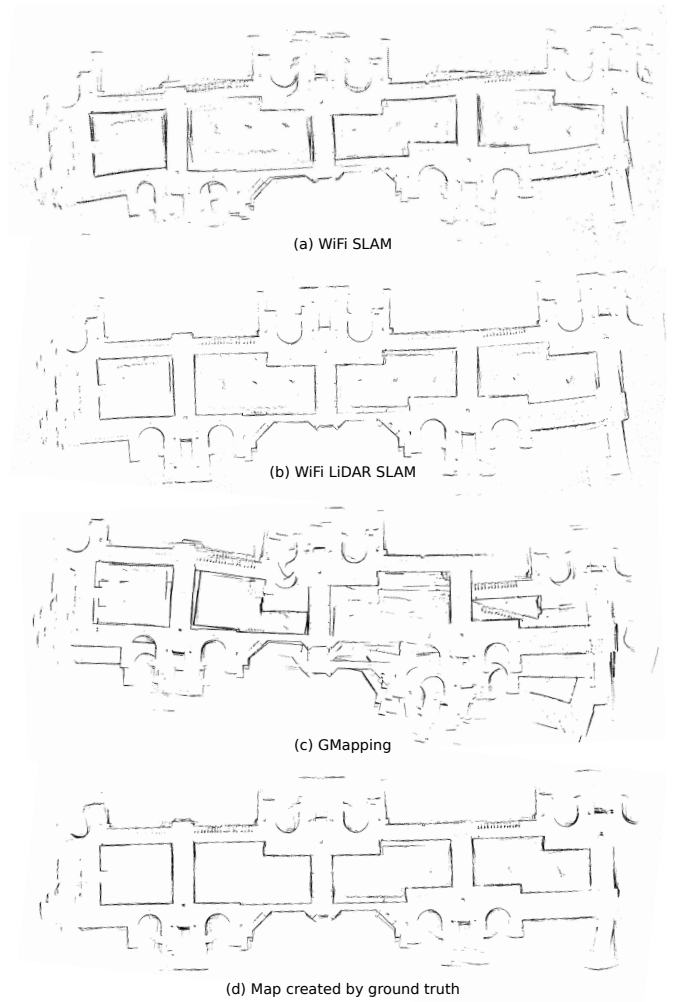 (a) WiFi SLAM
(b) WiFi LiDAR SLAM
(c) GMapping
(d) Map created by ground truth